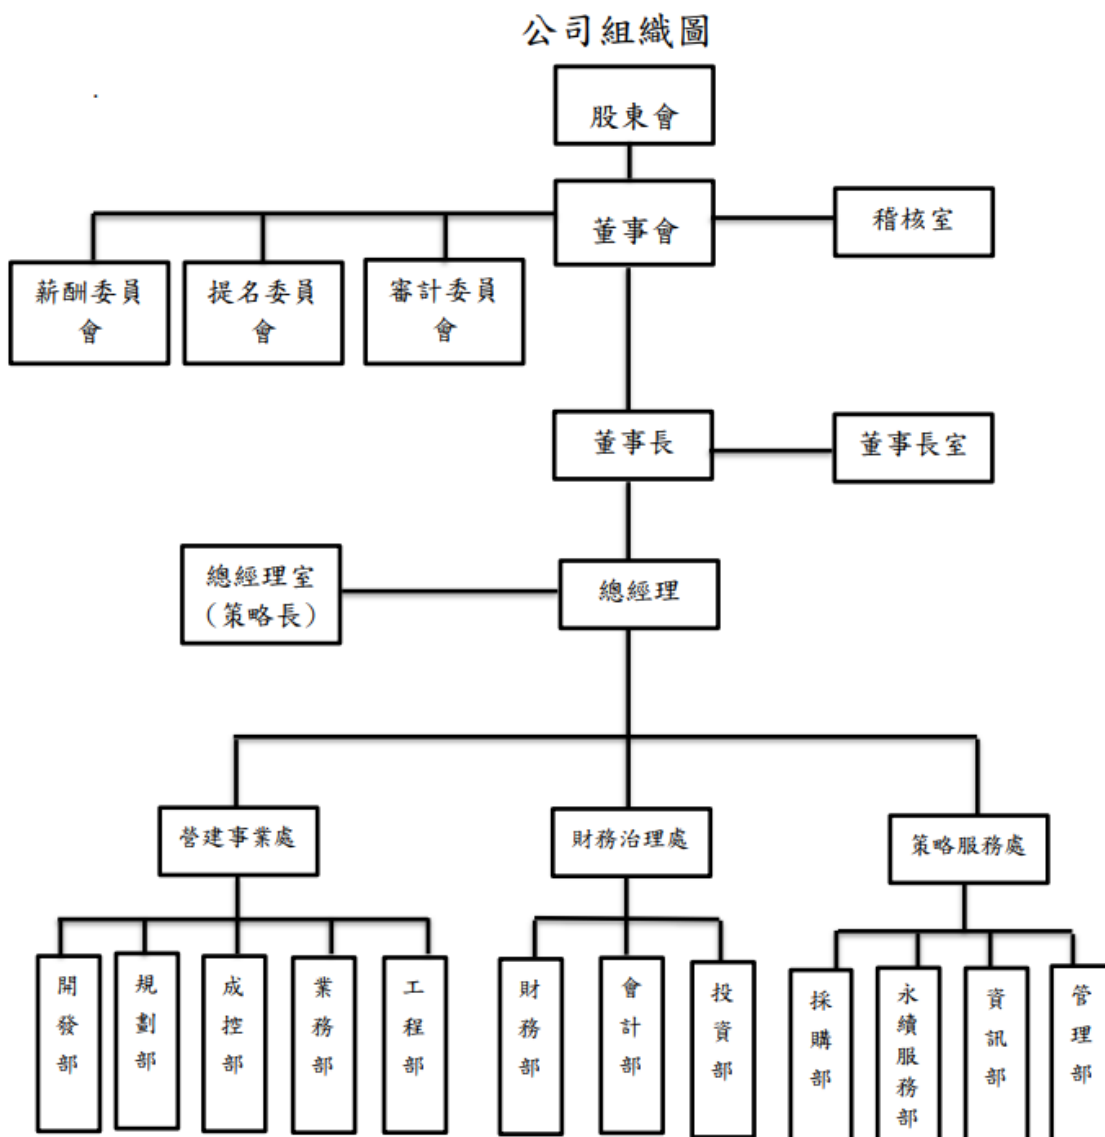 公司組織圖
股東會
董事會
稽核室
薪酬委員
會
提名委員
會
審計委員
會
董事長
董事長室
總經理室
（策略長）
總經理
營建事業處
財務治理處
策略服務處
開發部
規劃部
成控部
業務部
工程部
財務部
會計部
投資部
採購部
永續服務部
資訊部
管理部